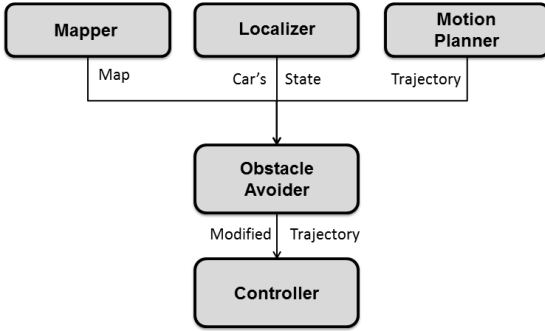 Mapper
Localizer
Motion
Planner
Map
Car's State
Trajectory
Obstacle
Avoider
Modified Trajectory
Controller